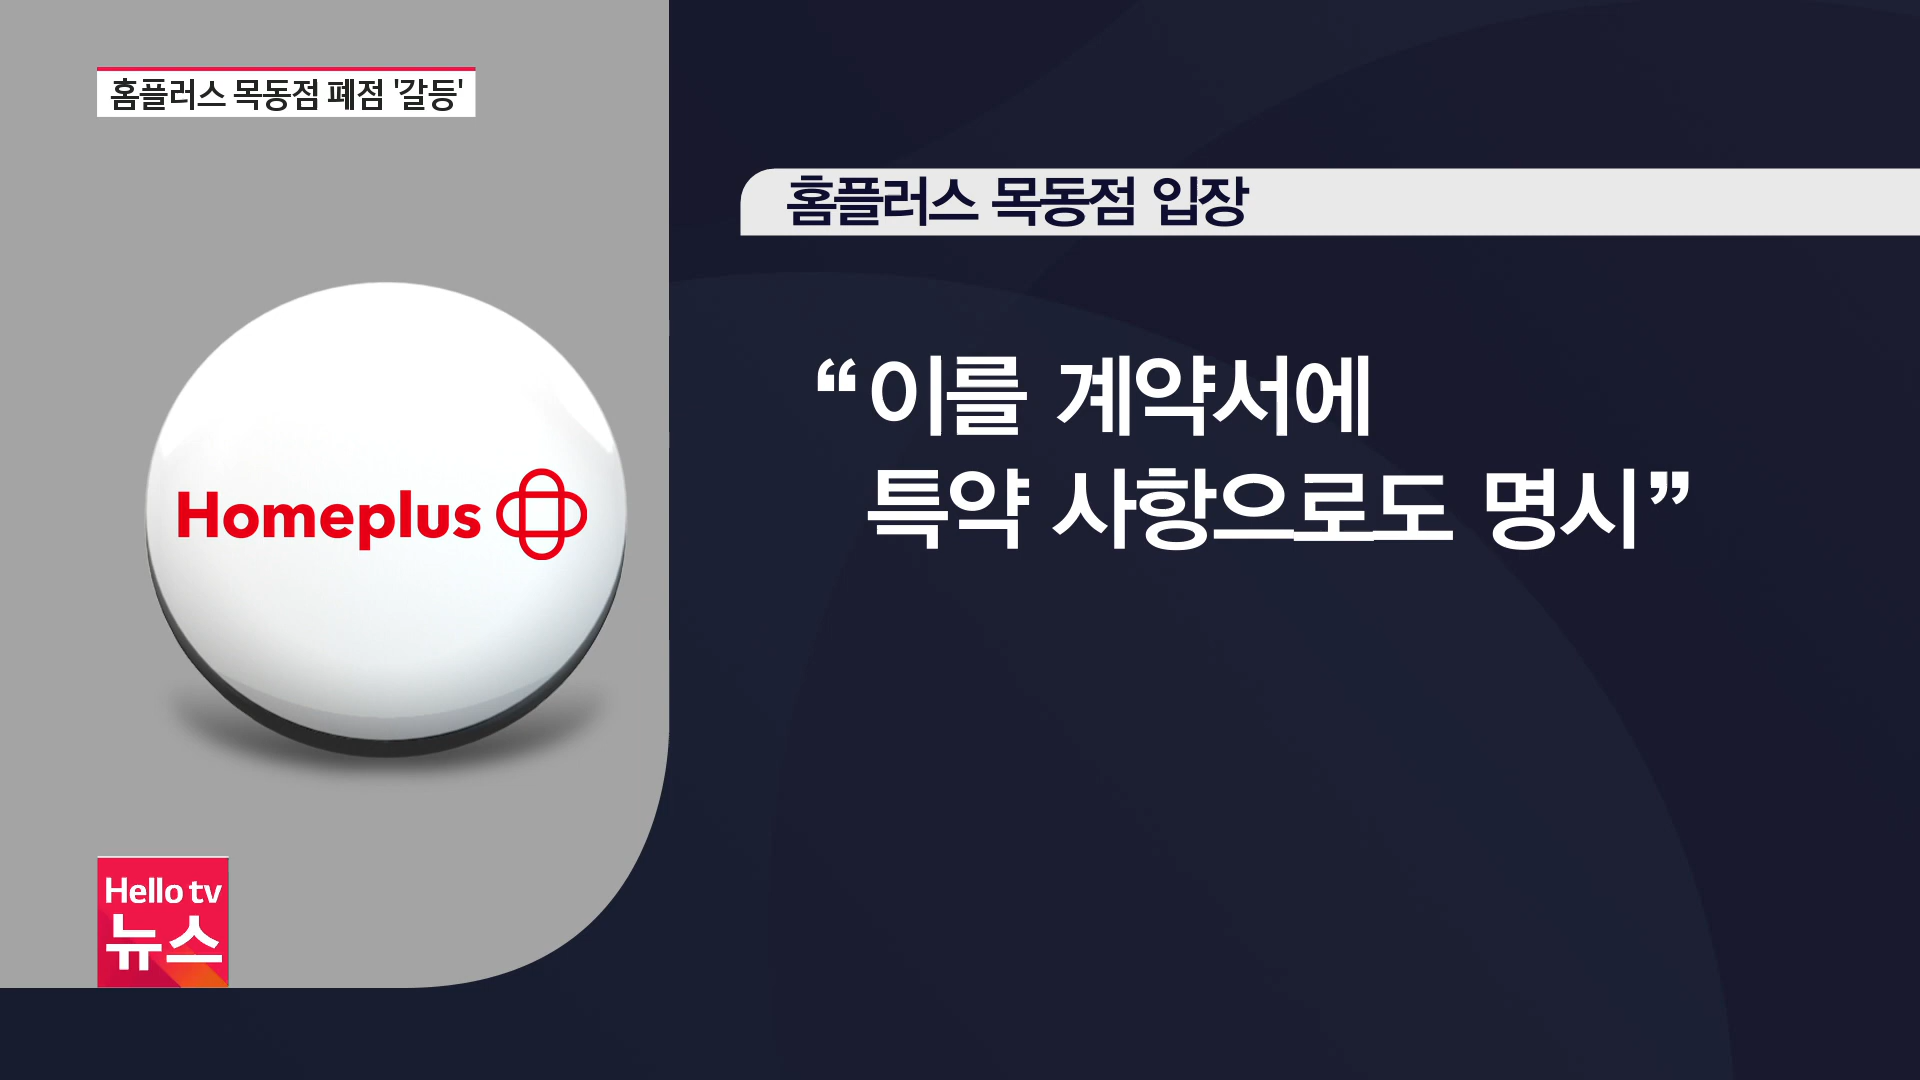 홈플러스 목동점 폐점 '갈등'
홈플러스 목동점 입장
“이를 계약서에
특약 사항으로도 명시”
Homeplus
Hello tv
뉴스